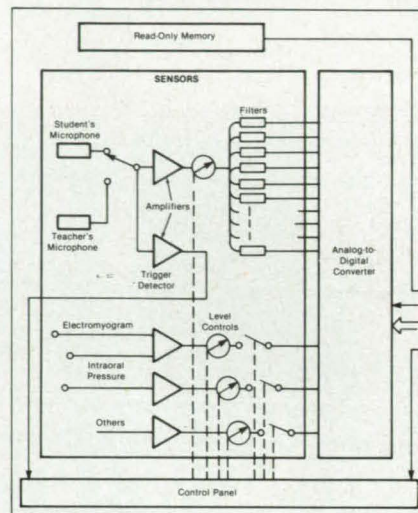 Read-Only Memory
SENSORS
Filters
Student's
Microphone
Amplifiers
Teacher's
Microphone
Trigger
Detector
Analog-to-
Digital
Converter
Electromyogram
Level
Controls
Intraoral
Pressure
Others
Control Panel